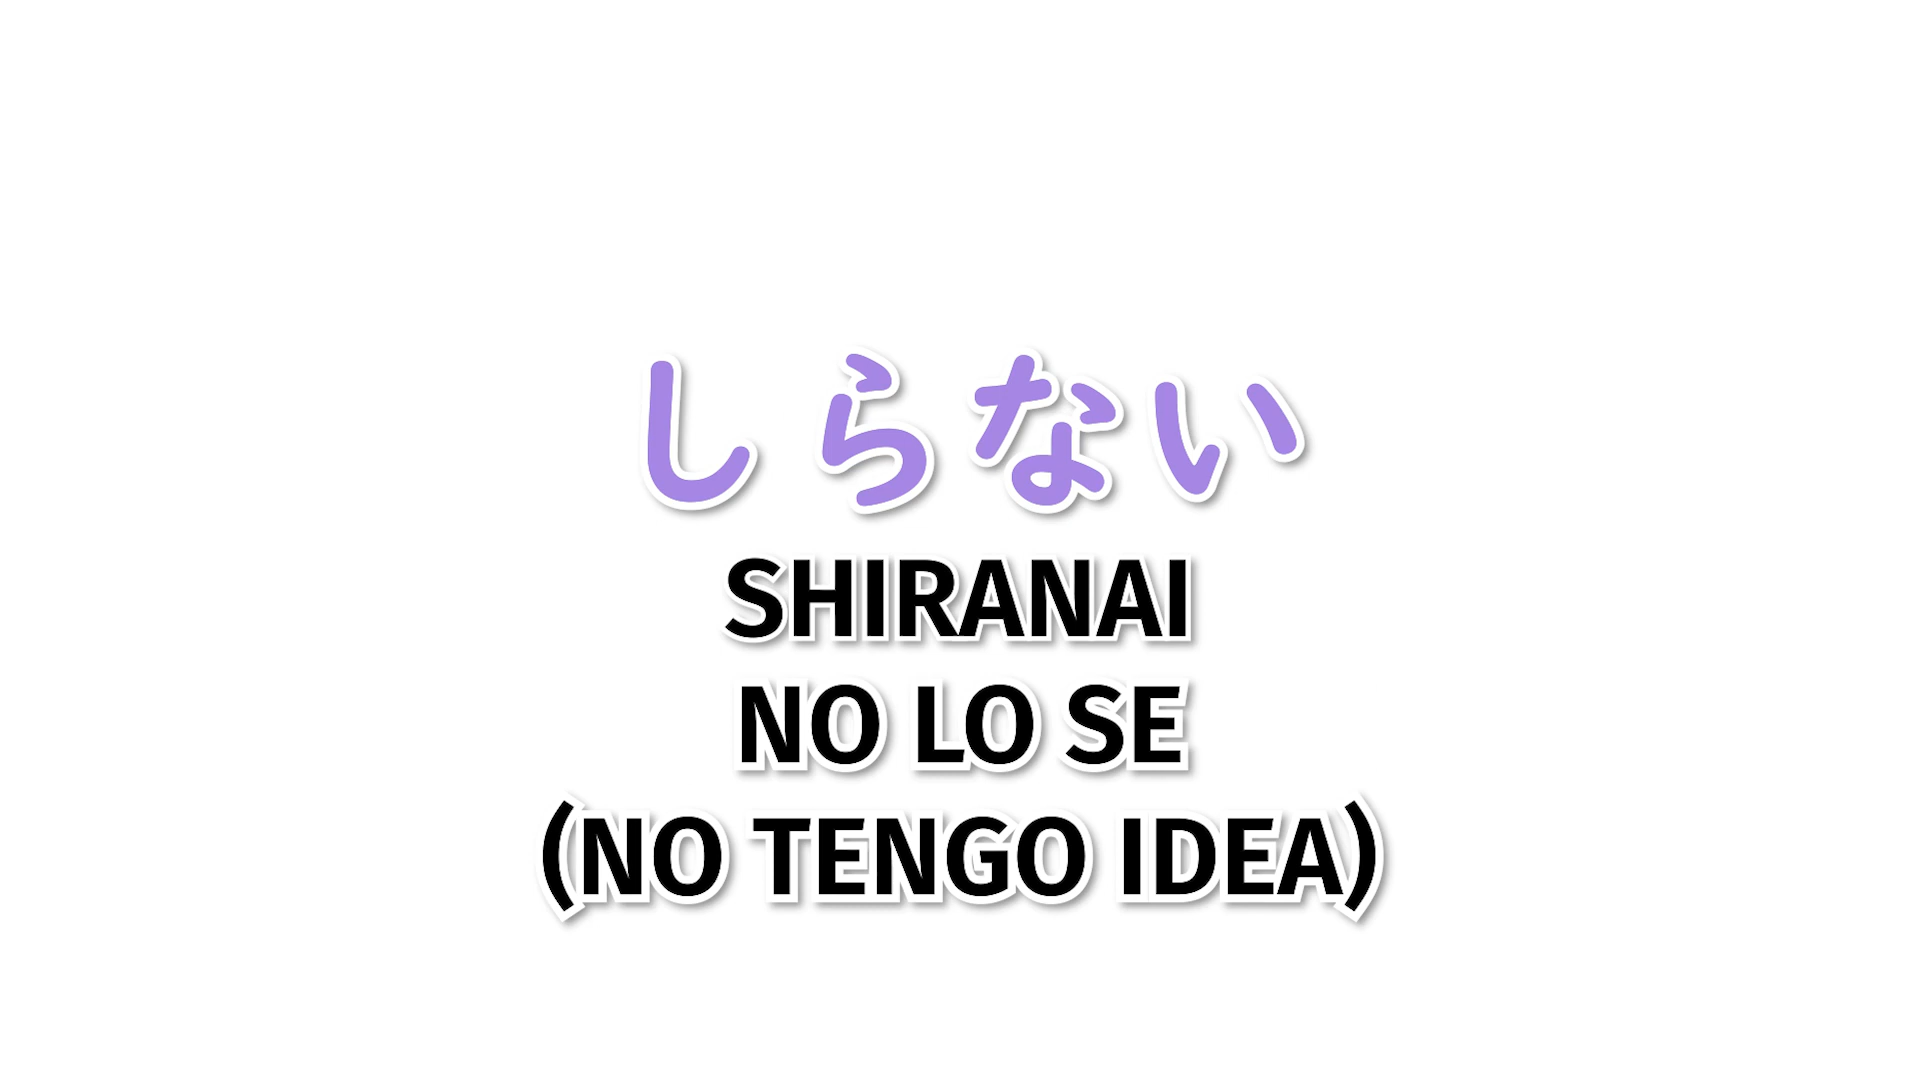 しらない
SHIRANAI
NO LO SE
(NO TENGO IDEA)